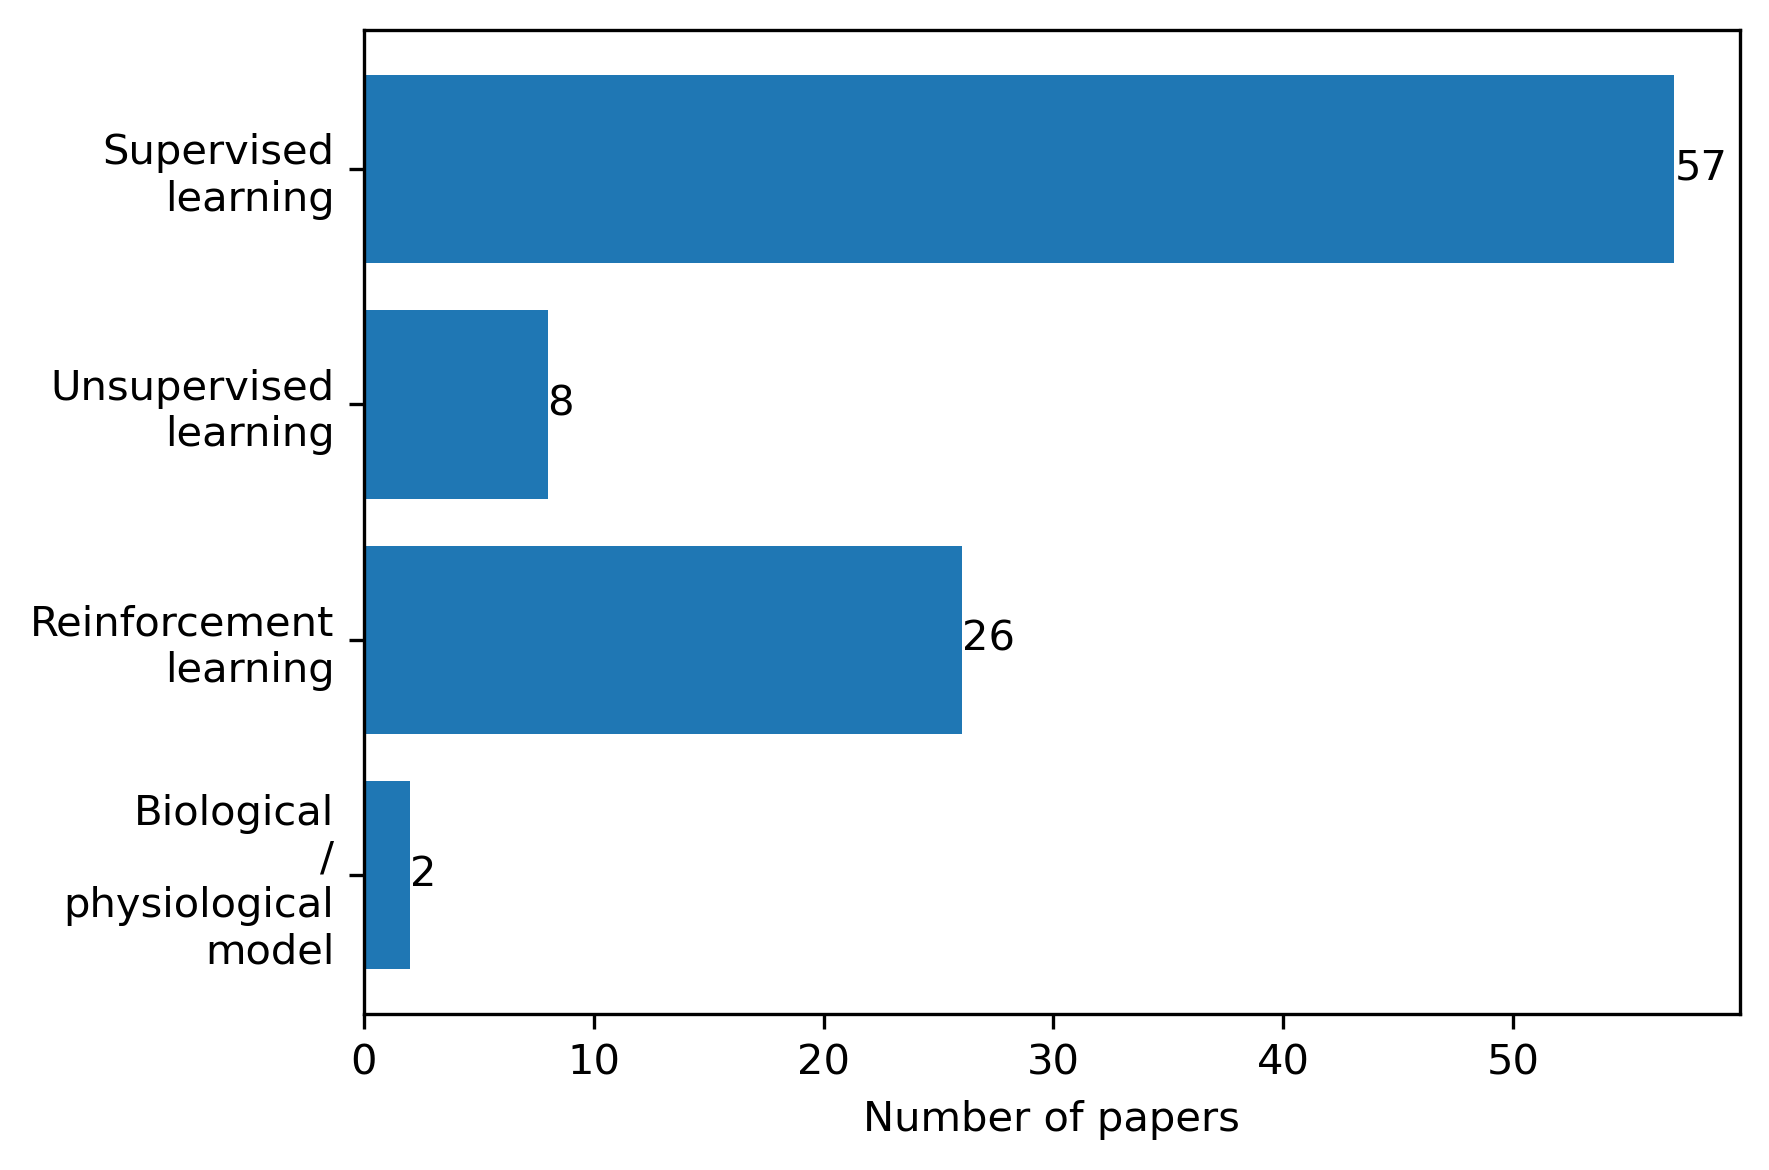 Supervised
learning
57
Unsupervised
learning
8
Reinforcement
learning
26
Biological
/
physiological
model
2
0 10 20 30 40 50
Number of papers